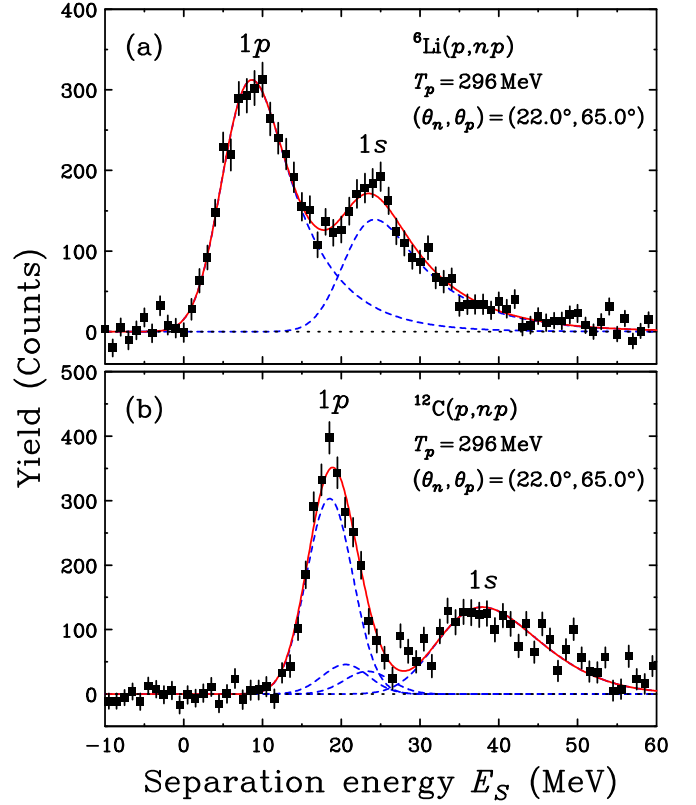 400
300
200
100
0
(a)
1p
1s
⁶Li(p,np)
Tₚ = 296 MeV
(θₙ, θₚ) = (22.0°, 65.0°)
Yield (Counts)
500
400
300
200
100
0
(b)
1p
1s
¹²C(p,np)
Tₚ = 296 MeV
(θₙ, θₚ) = (22.0°, 65.0°)
−10 0 10 20 30 40 50 60
Separation energy E_S (MeV)